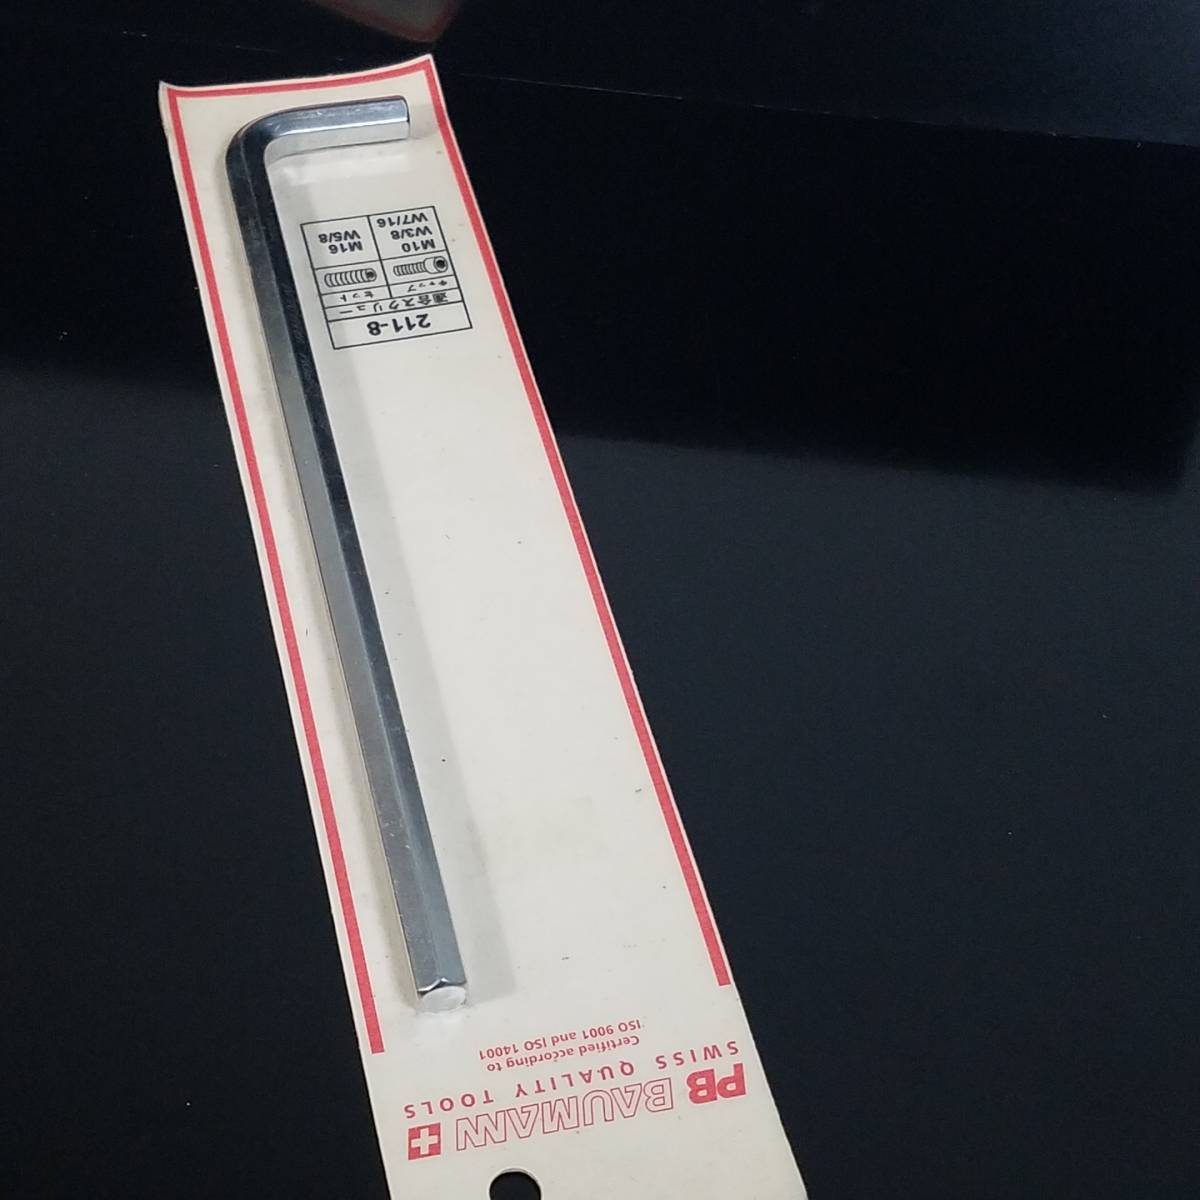 PB BAUMANN
SWISS QUALITY TOOLS
Certified according to
ISO 9001 and ISO 14001
211-8
適合スクリュー
キャップ セット
M10 M16
W3/8 W5/8
W7/16